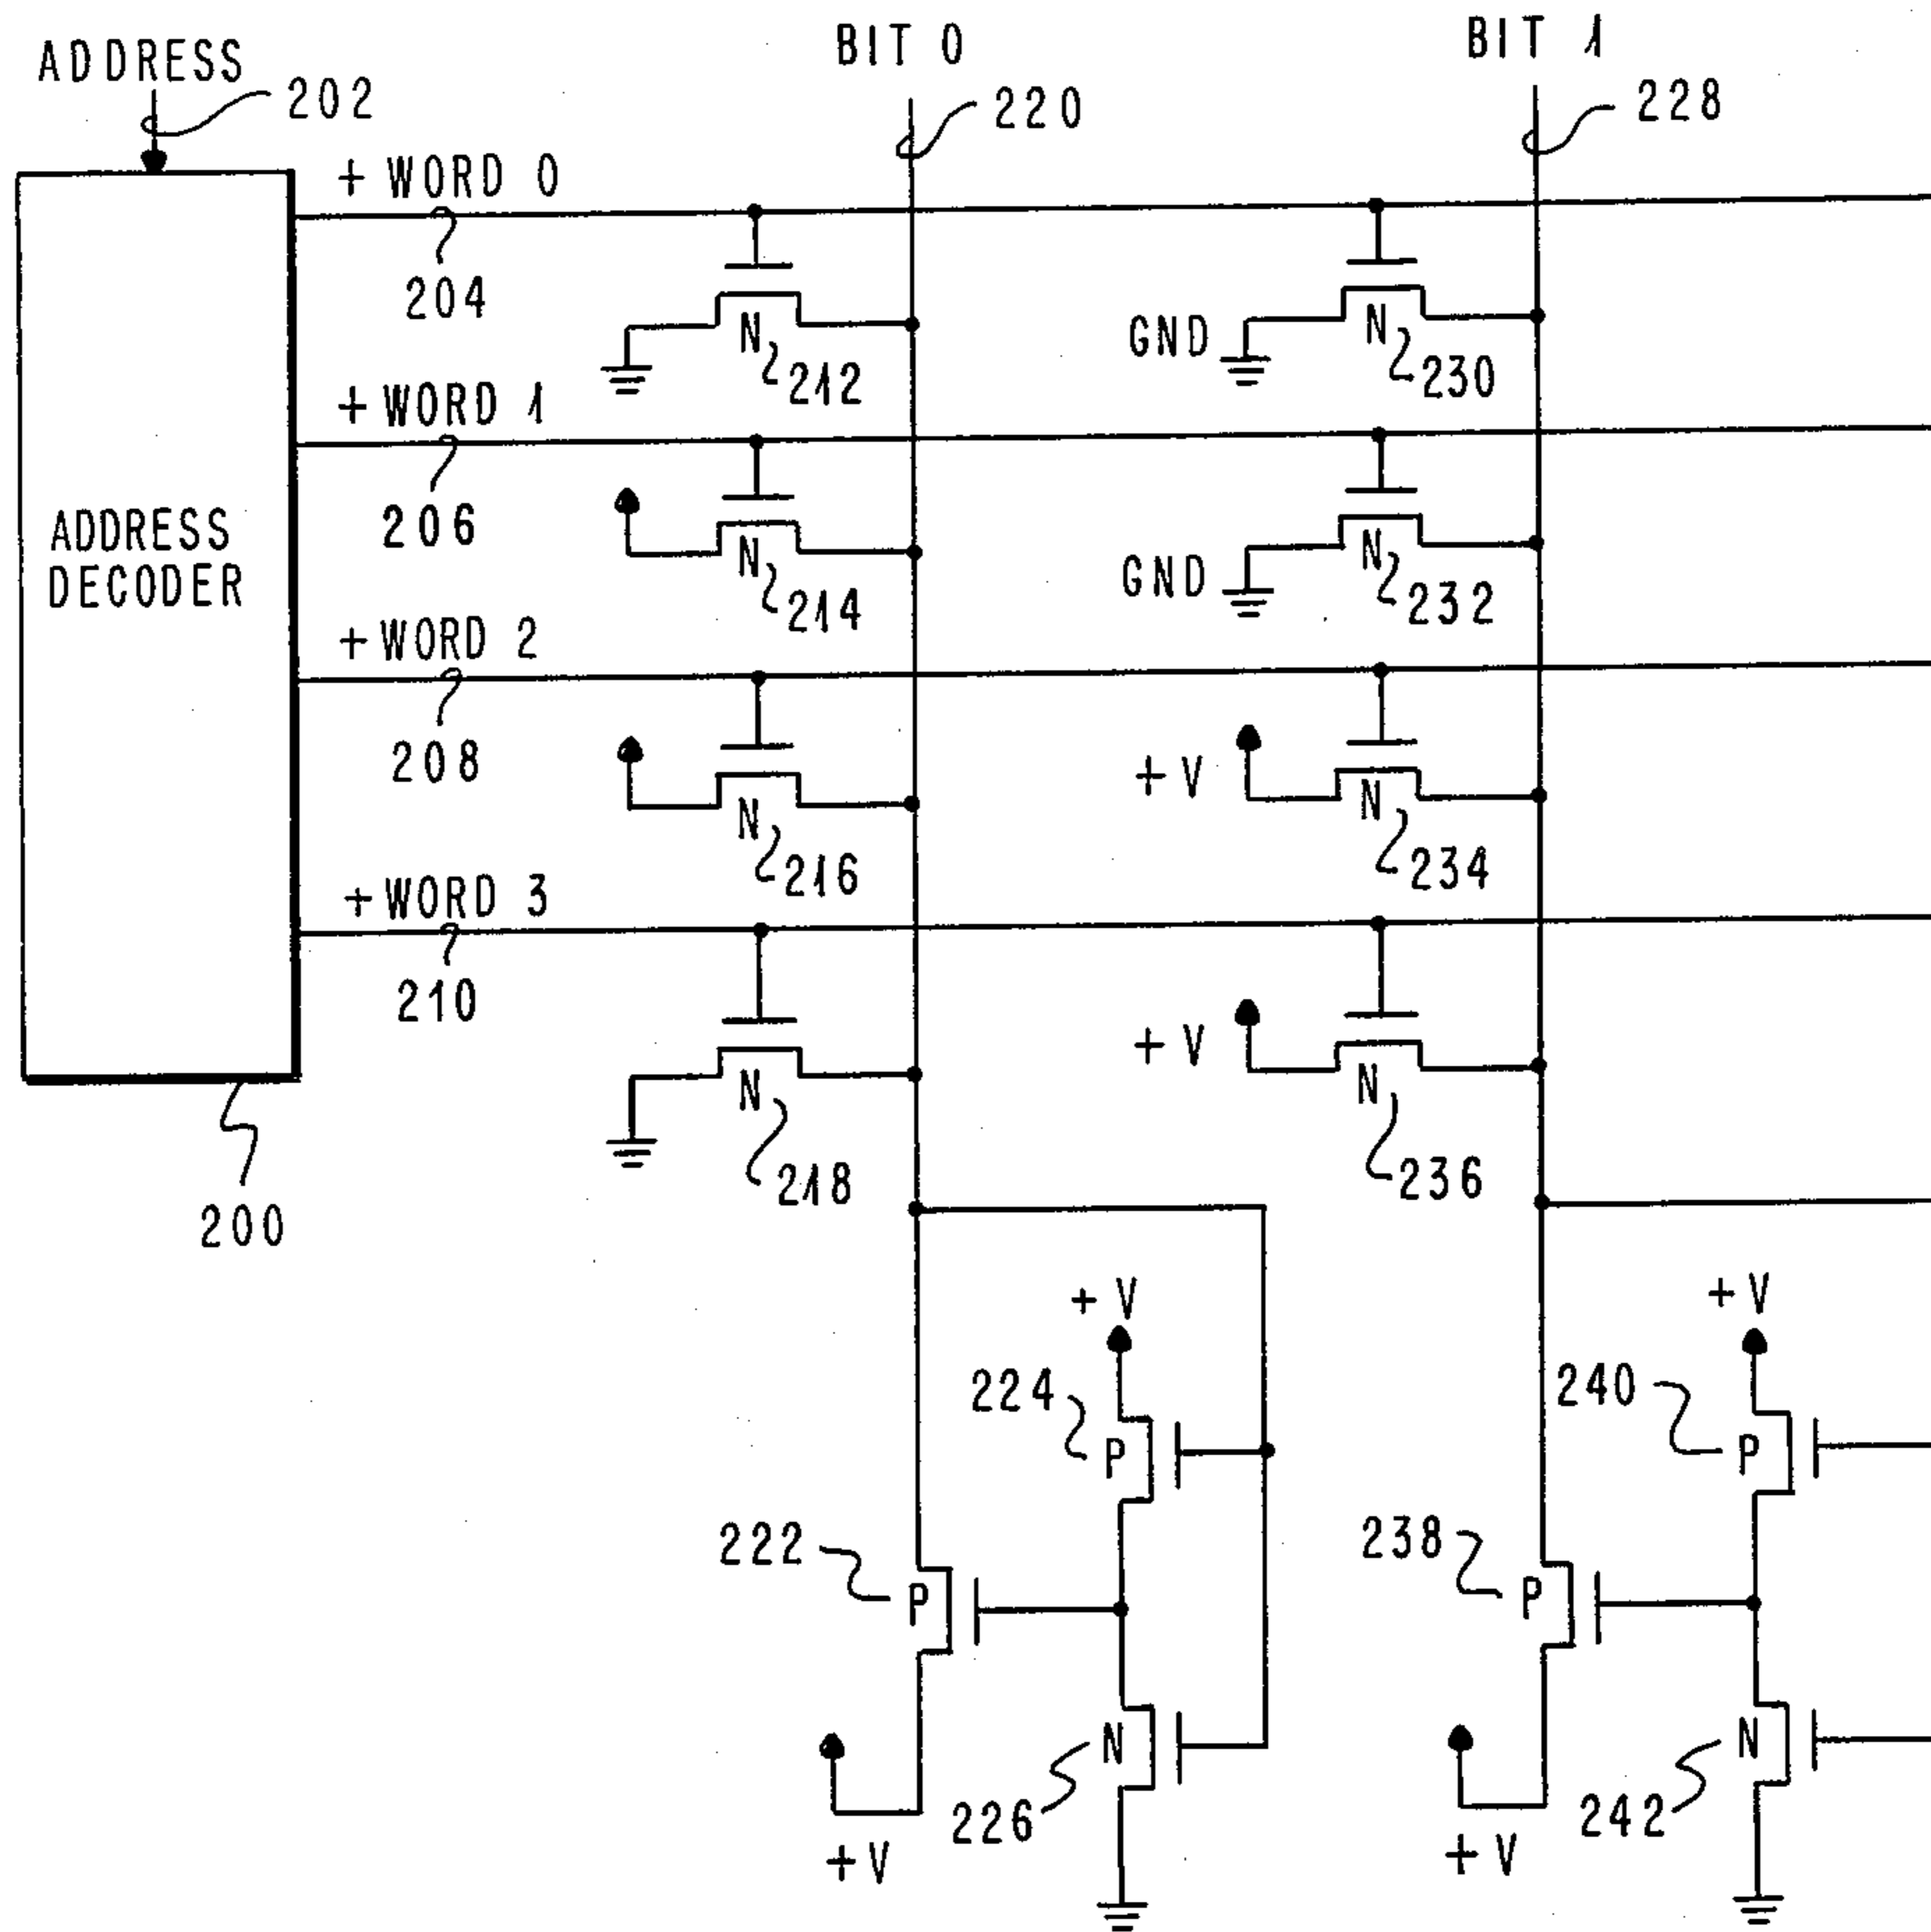 ADDRESS
202
BIT 0
220
BIT 1
228
+ WORD 0
204
N
212
GND
N
230
+ WORD 1
206
N
214
GND
N
232
ADDRESS
DECODER
+ WORD 2
208
N
216
+ V
N
234
+ WORD 3
210
N
218
+ V
N
236
200
+ V
224
P
+ V
240
P
222
P
238
P
226
N
242
N
+ V
+ V